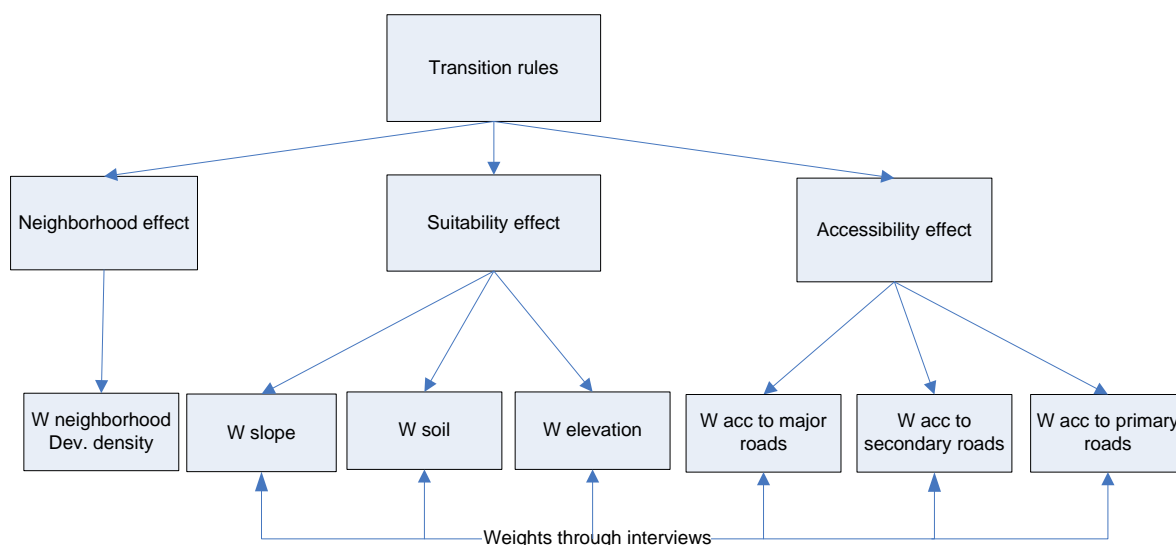 Transition rules
Neighborhood effect
Suitability effect
Accessibility effect
W neighborhood
Dev. density
W slope
W soil
W elevation
W acc to major
roads
W acc to
secondary roads
W acc to primary
roads
Weights through interviews